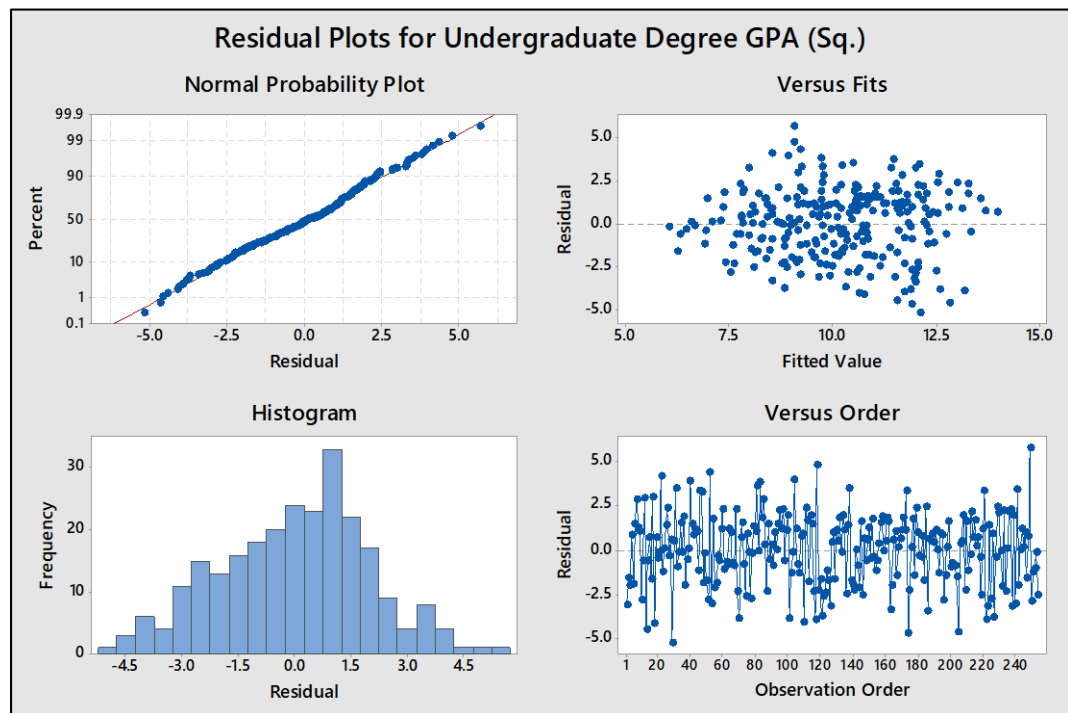 Residual Plots for Undergraduate Degree GPA (Sq.)
Normal Probability Plot
Percent
99.9
99
90
50
10
1
0.1
-5.0 -2.5 0.0 2.5 5.0
Residual
Versus Fits
Residual
5.0
2.5
0.0
-2.5
-5.0
5.0 7.5 10.0 12.5 15.0
Fitted Value
Histogram
Frequency
30
20
10
0
-4.5 -3.0 -1.5 0.0 1.5 3.0 4.5
Residual
Versus Order
Residual
5.0
2.5
0.0
-2.5
-5.0
1 20 40 60 80 100 120 140 160 180 200 220 240
Observation Order